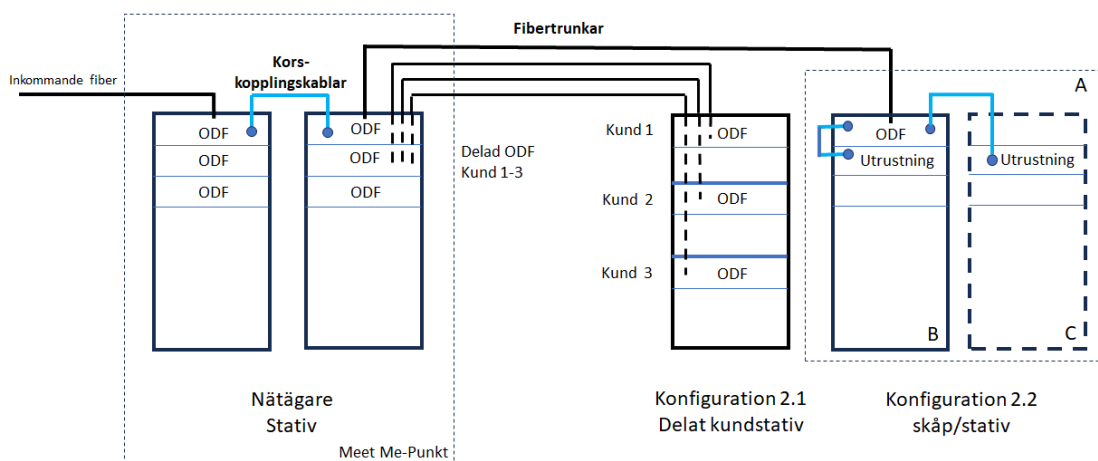 Fibertrunkar
Kors-
kopplingskablar
Inkommande fiber
A
ODF
ODF
ODF
ODF
ODF
ODF
Delad ODF
Kund 1-3
Kund 1
ODF
Kund 2
ODF
Kund 3
ODF
ODF
Utrustning
B
Utrustning
C
Nätägare
Stativ
Meet Me-Punkt
Konfiguration 2.1
Delat kundstativ
Konfiguration 2.2
skåp/stativ